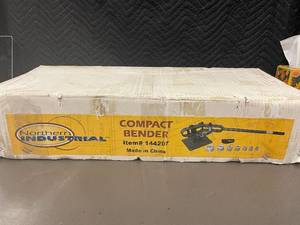 Northern
INDUSTRIAL
COMPACT
BENDER
Item# 144207
Made in China